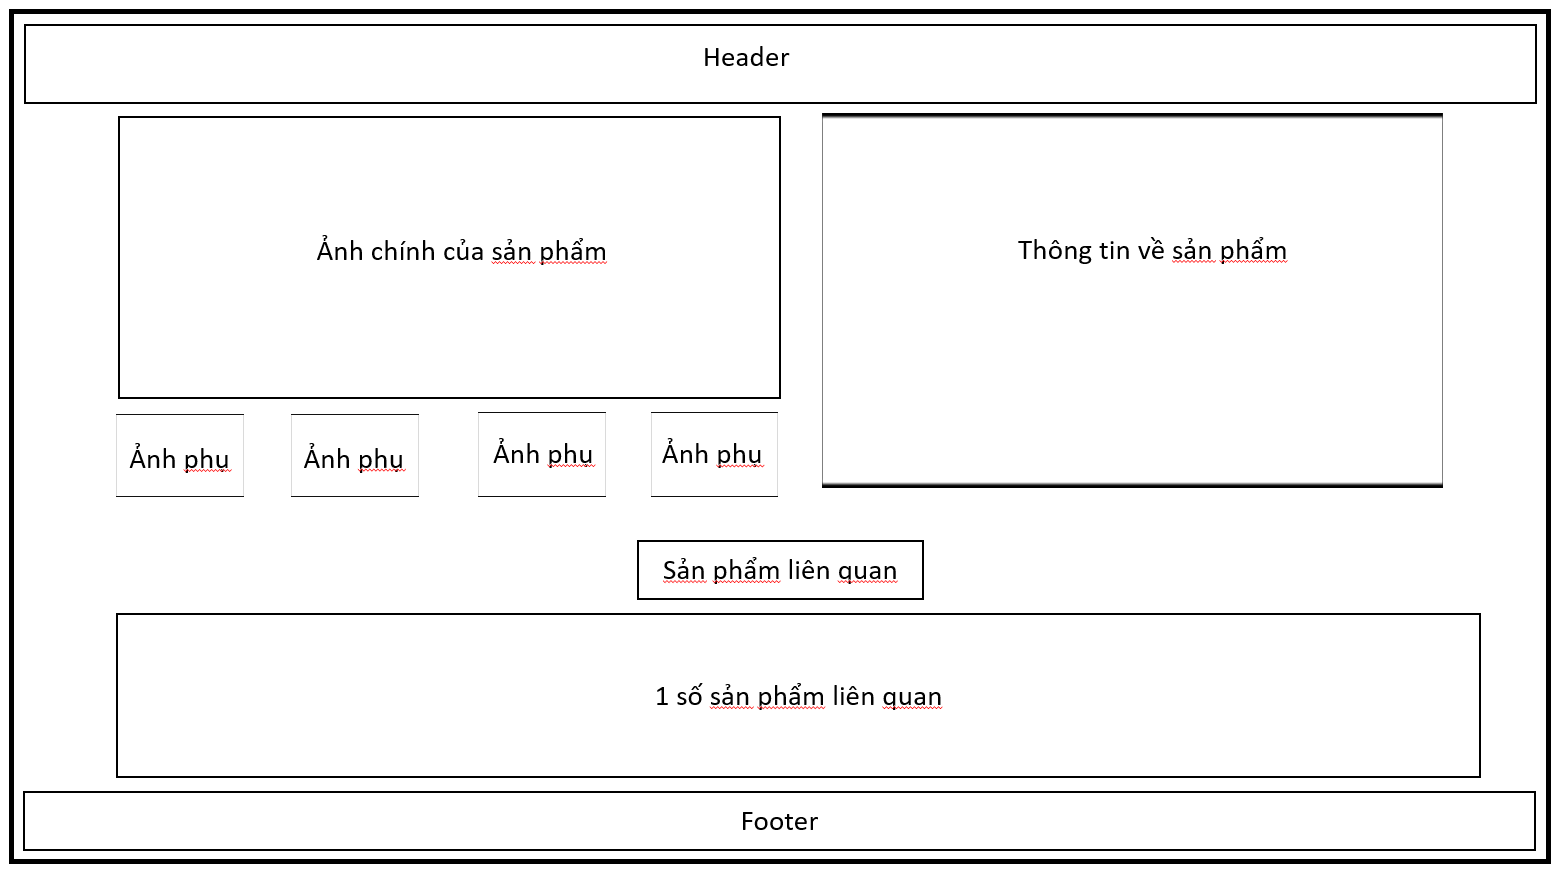 Header
Ảnh chính của sản phẩm
Thông tin về sản phẩm
Ảnh phụ
Ảnh phụ
Ảnh phụ
Ảnh phụ
Sản phẩm liên quan
1 số sản phẩm liên quan
Footer